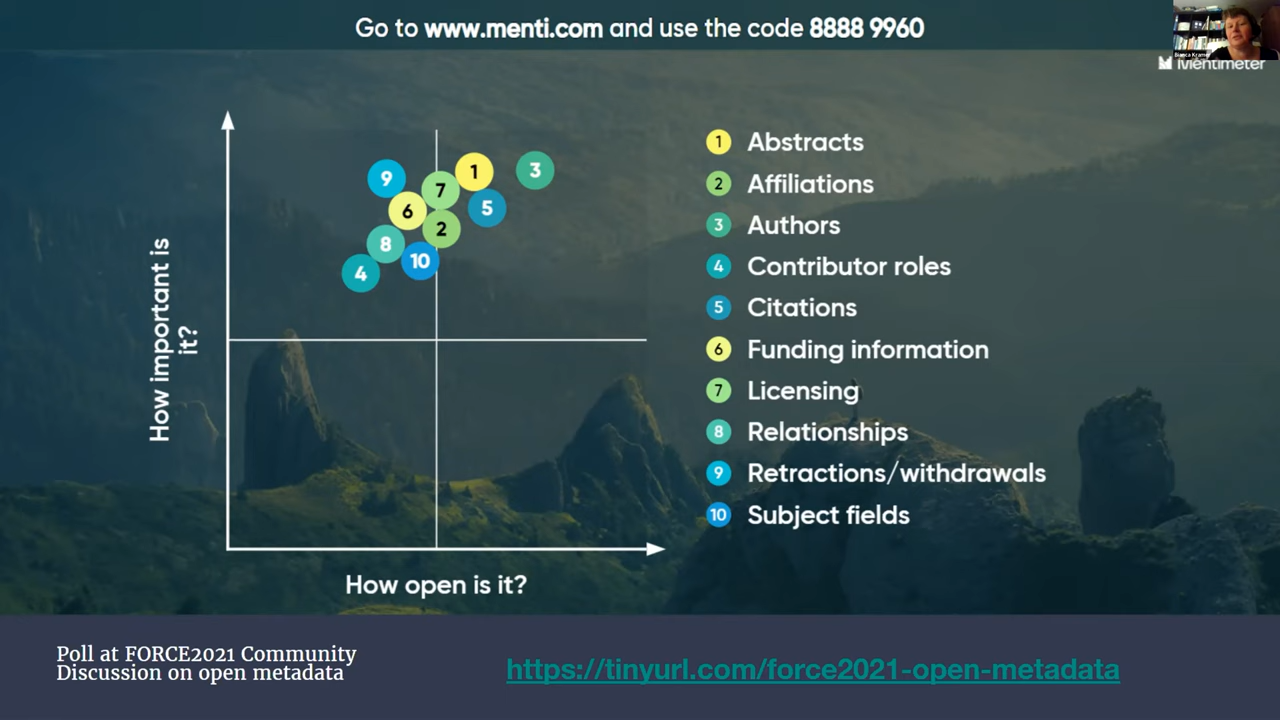 Go to www.menti.com and use the code 8888 9960
Bianca Kramer
Mentimeter
How important is
it?
9
7
1
3
6
5
2
8
10
4
How open is it?
1 Abstracts
2 Affiliations
3 Authors
4 Contributor roles
5 Citations
6 Funding information
7 Licensing
8 Relationships
9 Retractions/withdrawals
10 Subject fields
Poll at FORCE2021 Community
Discussion on open metadata
https://tinyurl.com/force2021-open-metadata